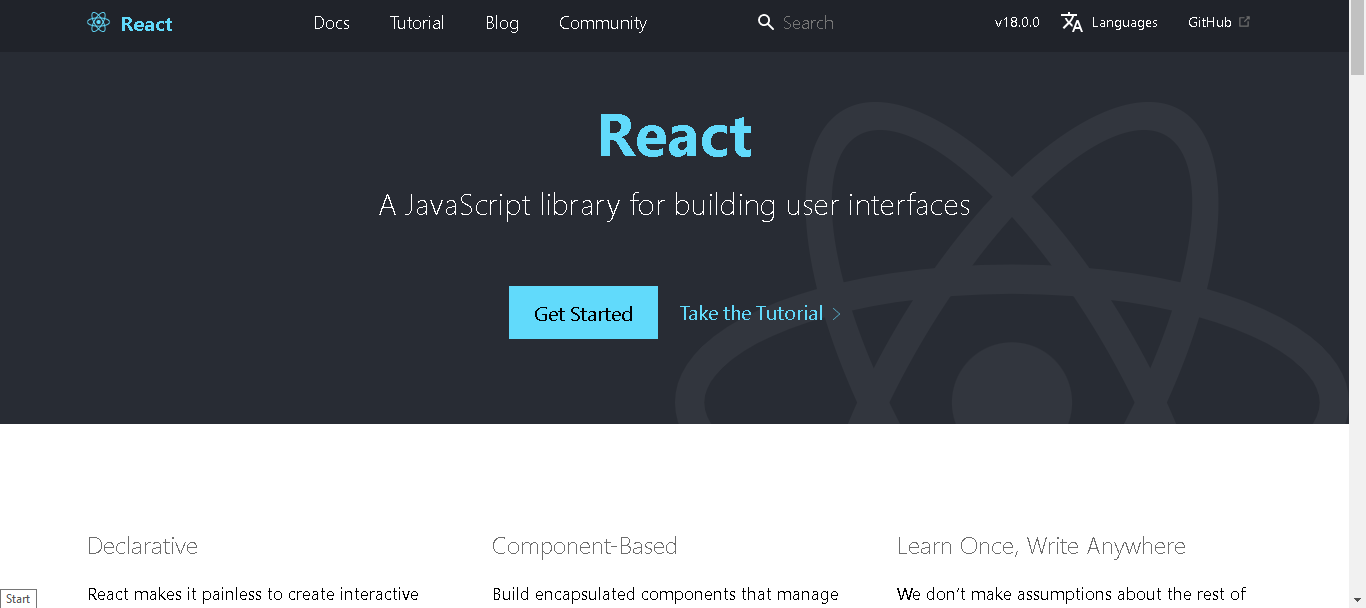 React
Docs
Tutorial
Blog
Community
Search
v18.0.0
Languages
GitHub
React
A JavaScript library for building user interfaces
Get Started
Take the Tutorial
Declarative
React makes it painless to create interactive
Component-Based
Build encapsulated components that manage
Learn Once, Write Anywhere
We don’t make assumptions about the rest of
Start